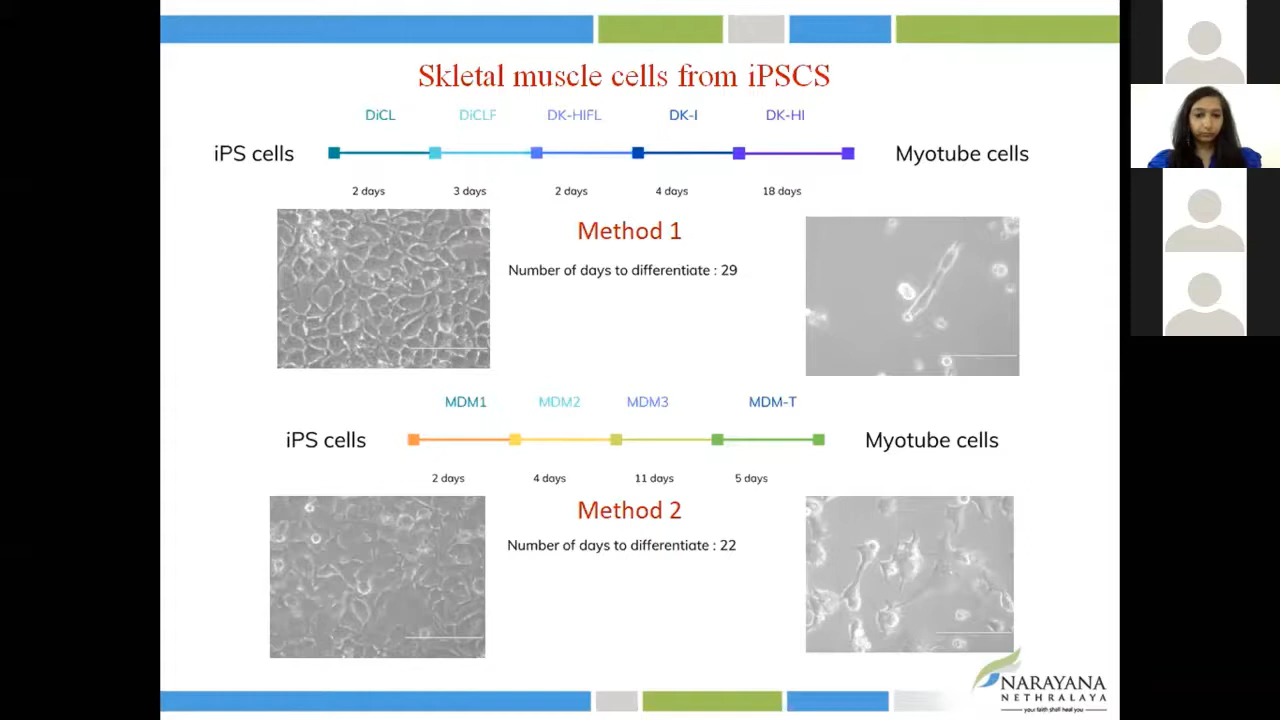 Skletal muscle cells from iPSCS
DiCL DiCLF DK-HIFL DK-I DK-HI
iPS cells Myotube cells
2 days 3 days 2 days 4 days 18 days
Method 1
Number of days to differentiate : 29
MDM1 MDM2 MDM3 MDM-T
iPS cells Myotube cells
2 days 4 days 11 days 5 days
Method 2
Number of days to differentiate : 22
NARAYANA
NETHRALAYA
your faith shall heal you